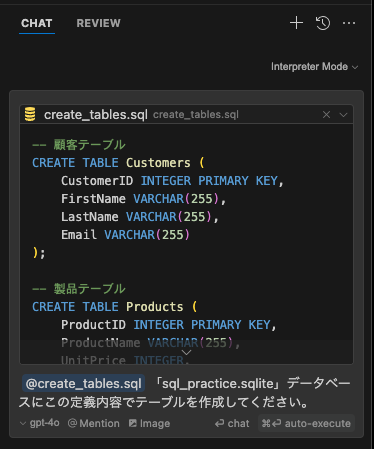 CHAT REVIEW
Interpreter Mode
create_tables.sql create_tables.sql
-- 顧客テーブル
CREATE TABLE Customers (
CustomerID INTEGER PRIMARY KEY,
FirstName VARCHAR(255),
LastName VARCHAR(255),
Email VARCHAR(255)
);
-- 製品テーブル
CREATE TABLE Products (
ProductID INTEGER PRIMARY KEY,
ProductName VARCHAR(255),
UnitPrice INTEGER,
@create_tables.sql 「sql_practice.sqlite」データベー
スにこの定義内容でテーブルを作成してください。
gpt-4o @ Mention Image ⏎ chat ⌘⏎ auto-execute